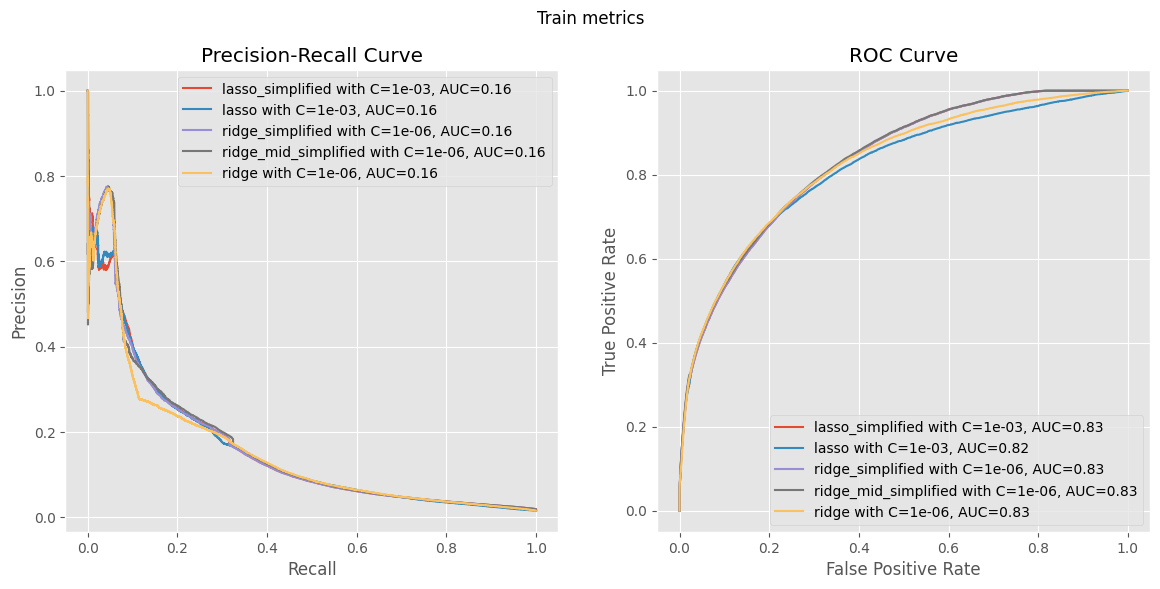 Train metrics
Precision-Recall Curve
lasso_simplified with C=1e-03, AUC=0.16
lasso with C=1e-03, AUC=0.16
ridge_simplified with C=1e-06, AUC=0.16
ridge_mid_simplified with C=1e-06, AUC=0.16
ridge with C=1e-06, AUC=0.16
Precision
1.0
0.8
0.6
0.4
0.2
0.0
0.0 0.2 0.4 0.6 0.8 1.0
Recall
ROC Curve
True Positive Rate
1.0
0.8
0.6
0.4
0.2
0.0
lasso_simplified with C=1e-03, AUC=0.83
lasso with C=1e-03, AUC=0.82
ridge_simplified with C=1e-06, AUC=0.83
ridge_mid_simplified with C=1e-06, AUC=0.83
ridge with C=1e-06, AUC=0.83
0.0 0.2 0.4 0.6 0.8 1.0
False Positive Rate